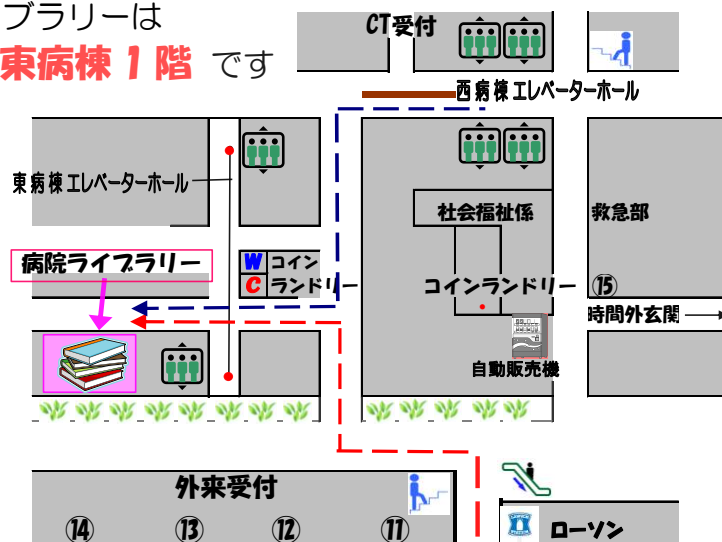 ブラリーは
東病棟1階 です
CT受付
西病棟エレベーターホール
東病棟エレベーターホール
社会福祉係
救急部
病院ライブラリー
W コイン
C ランドリー
コインランドリー
⑮
時間外玄関
自動販売機
外来受付
⑭ ⑬ ⑫ ⑪
ローソン